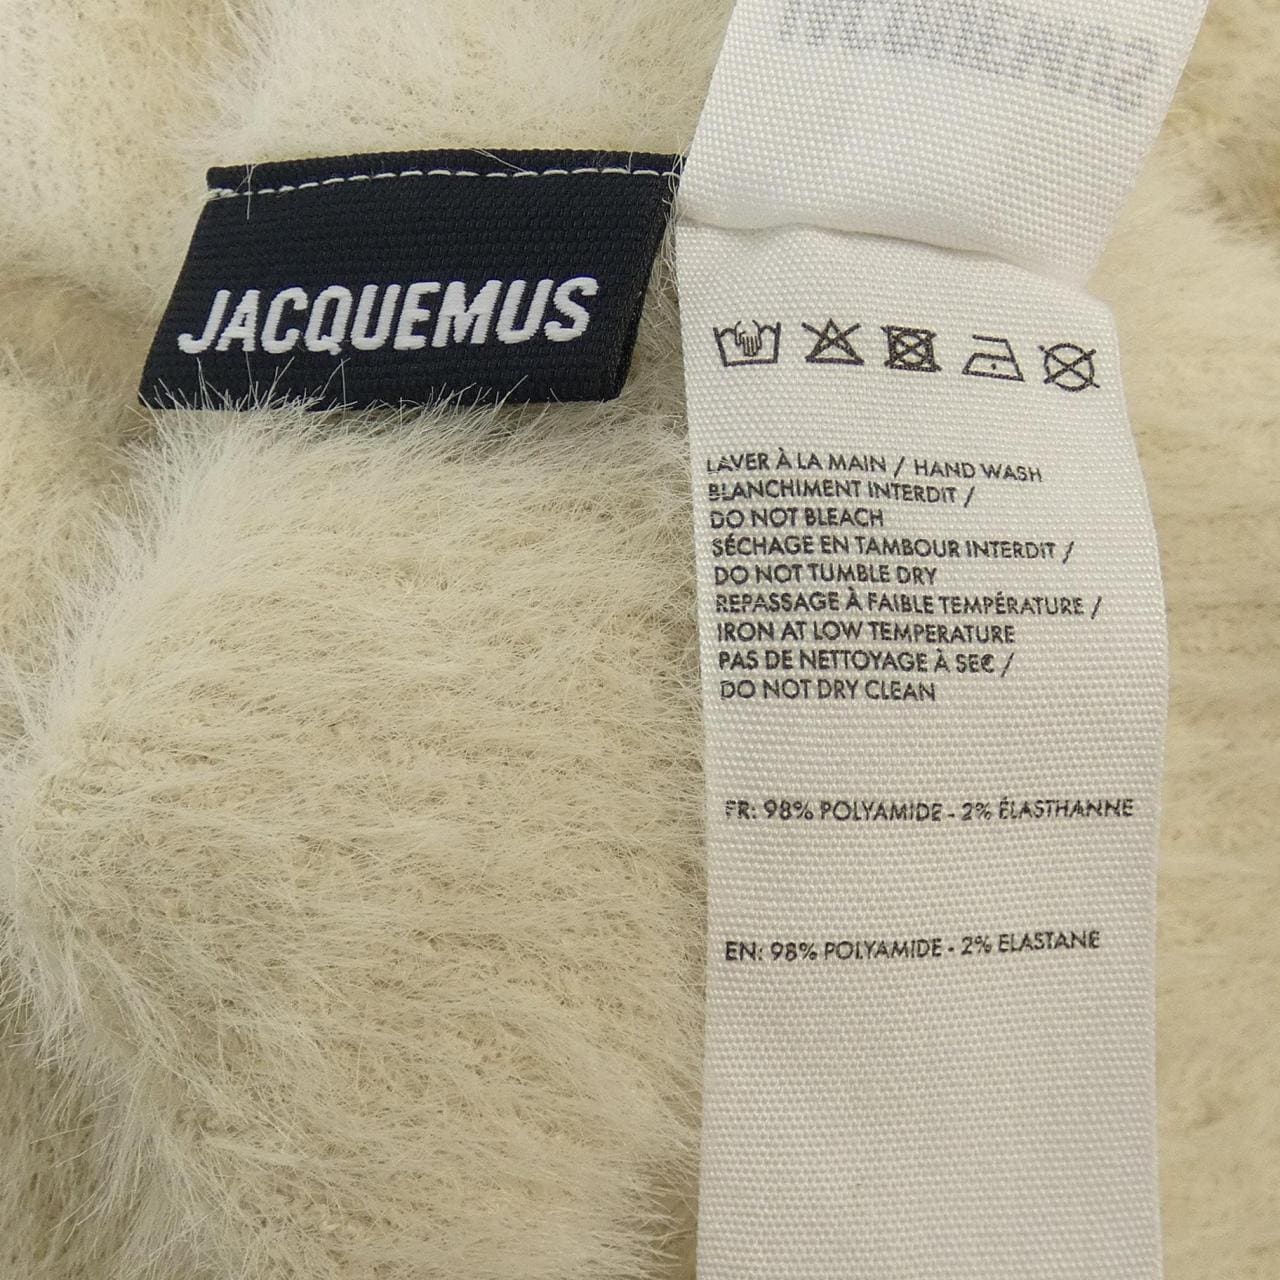 JACQUEMUS
LAVER À LA MAIN / HAND WASH
BLANCHIMENT INTERDIT /
DO NOT BLEACH
SÉCHAGE EN TAMBOUR INTERDIT /
DO NOT TUMBLE DRY
REPASSAGE À FAIBLE TEMPÉRATURE /
IRON AT LOW TEMPERATURE
PAS DE NETTOYAGE À SEC /
DO NOT DRY CLEAN
FR: 98% POLYAMIDE - 2% ÉLASTHANNE
EN: 98% POLYAMIDE - 2% ELASTANE